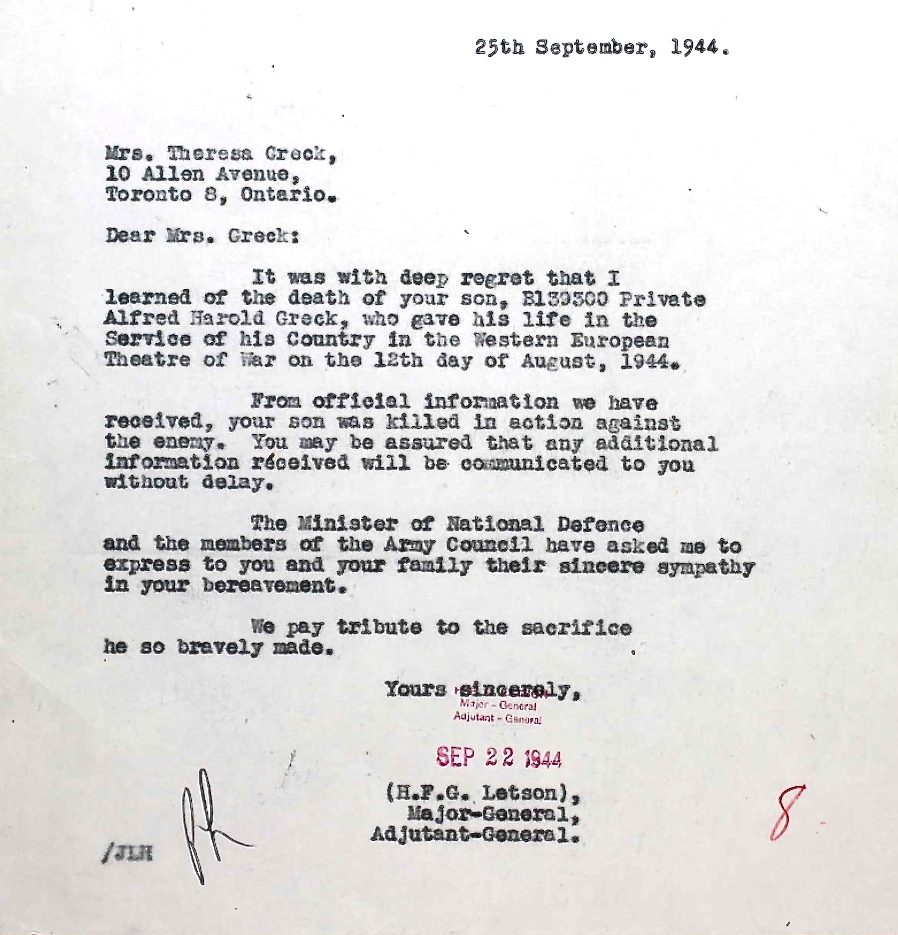 25th September, 1944.
Mrs. Theresa Greck,
10 Allen Avenue,
Toronto 8, Ontario.
Dear Mrs. Greck:
It was with deep regret that I
learned of the death of your son, B139300 Private
Alfred Harold Greck, who gave his life in the
Service of his Country in the Western European
Theatre of War on the 12th day of August, 1944.
From official information we have
received, your son was killed in action against
the enemy. You may be assured that any additional
information received will be communicated to you
without delay.
The Minister of National Defence
and the members of the Army Council have asked me to
express to you and your family their sincere sympathy
in your bereavement.
We pay tribute to the sacrifice
he so bravely made.
Yours sincerely,
Major - General
Adjutant - General
SEP 22 1944
(H.F.G. Letson),
Major-General,
Adjutant-General.
/JLH
8